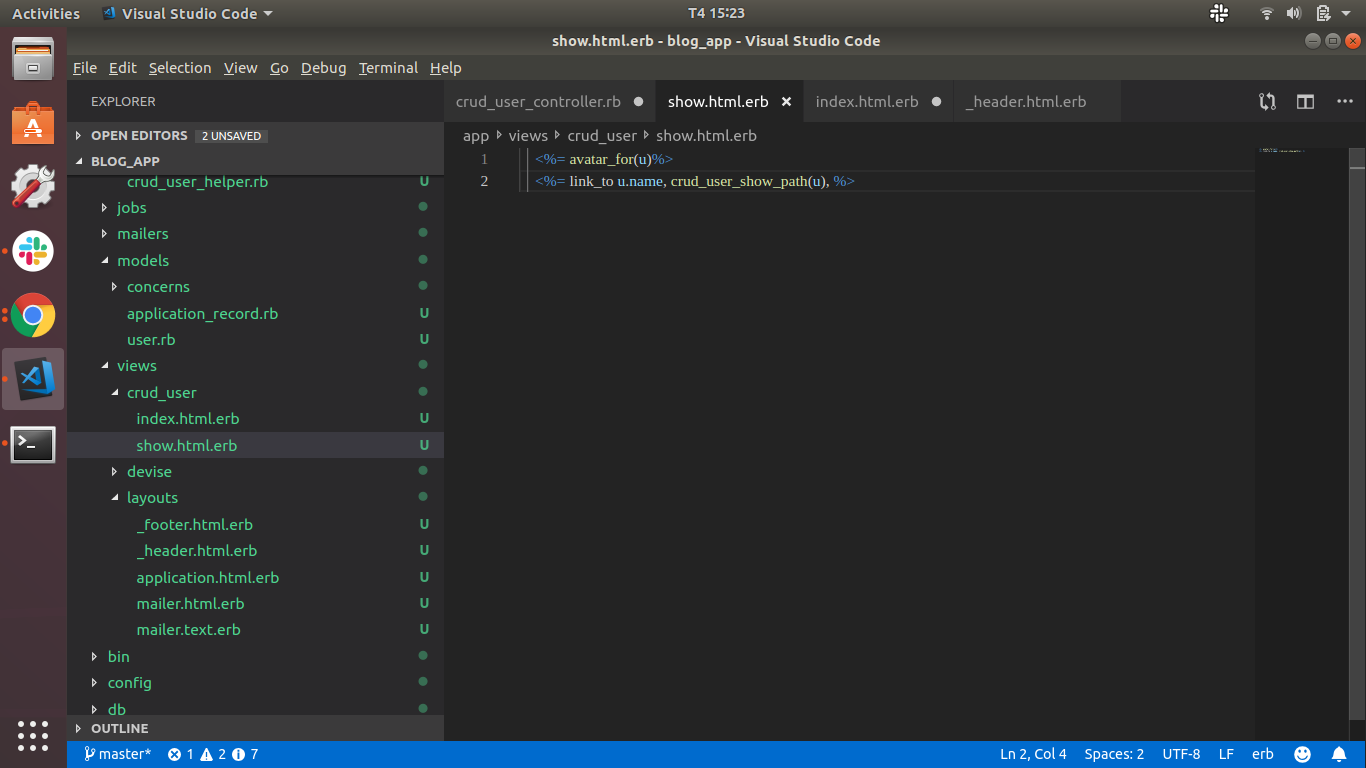 Activities Visual Studio Code T4 15:23
show.html.erb - blog_app - Visual Studio Code
File Edit Selection View Go Debug Terminal Help
EXPLORER
crud_user_controller.rb show.html.erb index.html.erb _header.html.erb
OPEN EDITORS 2 UNSAVED
app views crud_user show.html.erb
BLOG_APP
1 <%= avatar_for(u)%>
2 <%= link_to u.name, crud_user_show_path(u), %>
crud_user_helper.rb U
jobs
mailers
models
concerns
application_record.rb U
user.rb U
views
crud_user
index.html.erb U
show.html.erb U
devise
layouts
_footer.html.erb U
_header.html.erb U
application.html.erb U
mailer.html.erb U
mailer.text.erb U
bin
config
db
OUTLINE
master* 1 2 7 Ln 2, Col 4 Spaces: 2 UTF-8 LF erb